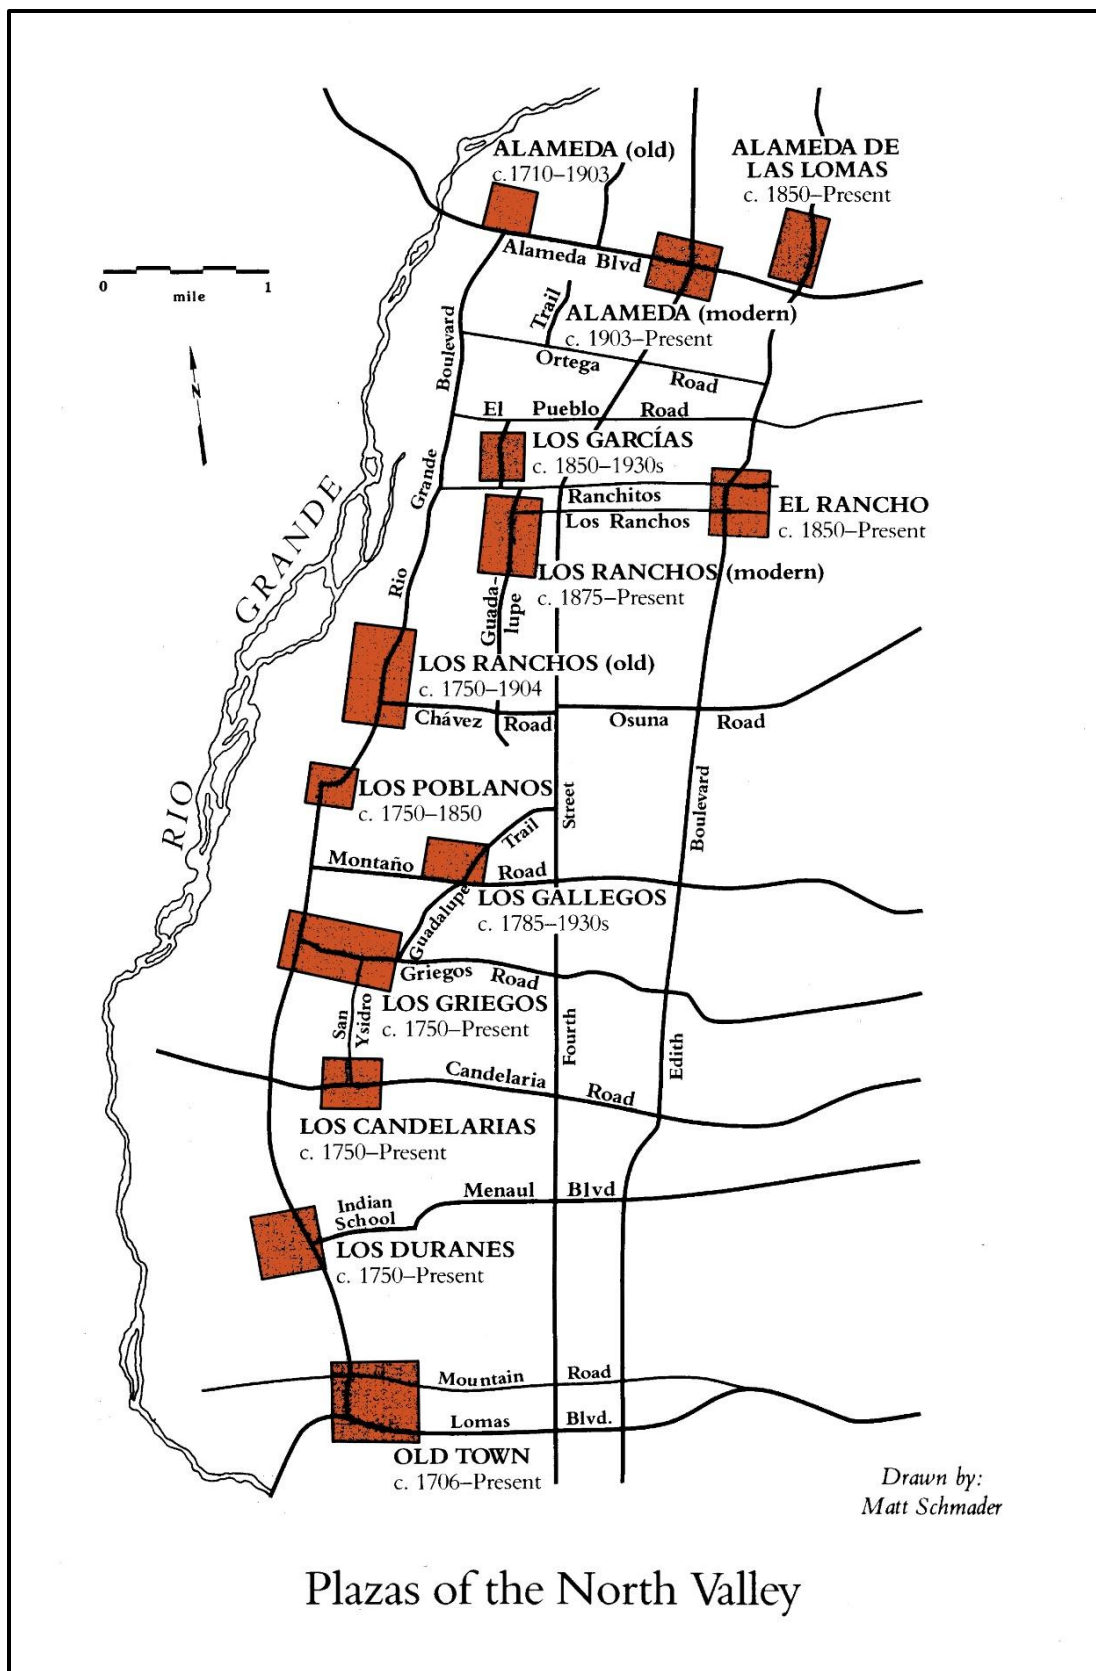 ALAMEDA (old)
c.1710–1903
ALAMEDA DE
LAS LOMAS
c. 1850–Present
Alameda Blvd
0 1
mile
N
Trail
ALAMEDA (modern)
c. 1903–Present
Boulevard
Ortega Road
El Pueblo Road
LOS GARCÍAS
c. 1850–1930s
Grande
Ranchitos
Los Ranchos
EL RANCHO
c. 1850–Present
LOS RANCHOS (modern)
c. 1875–Present
Guada-
lupe
Rio
RIO GRANDE
LOS RANCHOS (old)
c. 1750–1904
Chávez Road
Osuna Road
LOS POBLANOS
c. 1750–1850
Street
Boulevard
Trail
Montaño Road
LOS GALLEGOS
c. 1785–1930s
Guadalupe
Griegos Road
LOS GRIEGOS
c. 1750–Present
San
Ysidro
Fourth
Edith
Candelaria Road
LOS CANDELARIAS
c. 1750–Present
Menaul Blvd
Indian
School
LOS DURANES
c. 1750–Present
Mountain Road
Lomas Blvd.
OLD TOWN
c. 1706–Present
Drawn by:
Matt Schmader
Plazas of the North Valley